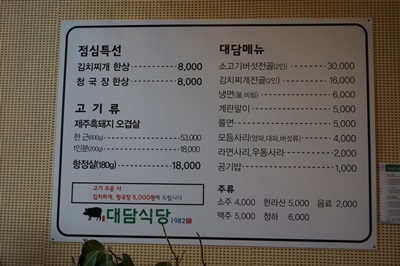 점심특선
김치찌개 한상 8,000
청 국 장 한상 8,000
고 기 류
제주흑돼지 오겹살
한 근(600g) 53,000
1인분(200g) 18,000
항정살(180g) 18,000
고기 주문 시
김치찌개, 청국장 5,000원에 드립니다
대담식당 1982
대담메뉴
소고기버섯전골(2인) 30,000
김치찌개전골(2인) 16,000
냉면(물,비빔) 6,000
계란말이 5,000
쫄면 5,000
모듬사리(양파, 대파, 버섯류) 4,000
라면사리,우동사리 2,000
공기밥 1,000
주류
소주 4,000 한라산 5,000 음료 2,000
맥주 5,000 청하 6,000